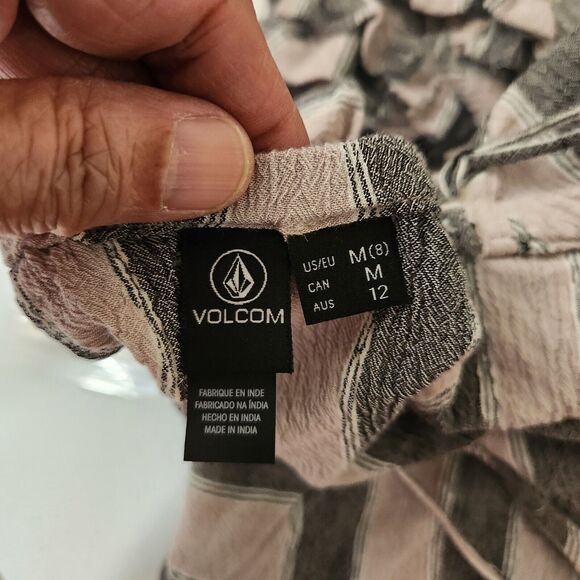 VOLCOM
US/EU M(8)
CAN M
AUS 12
FABRIQUE EN INDE
FABRICADO NA ÍNDIA
HECHO EN INDIA
MADE IN INDIA